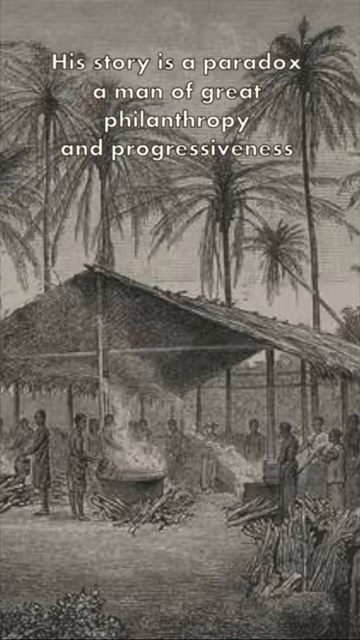 His story is a paradox
a man of great
philanthropy
and progressiveness